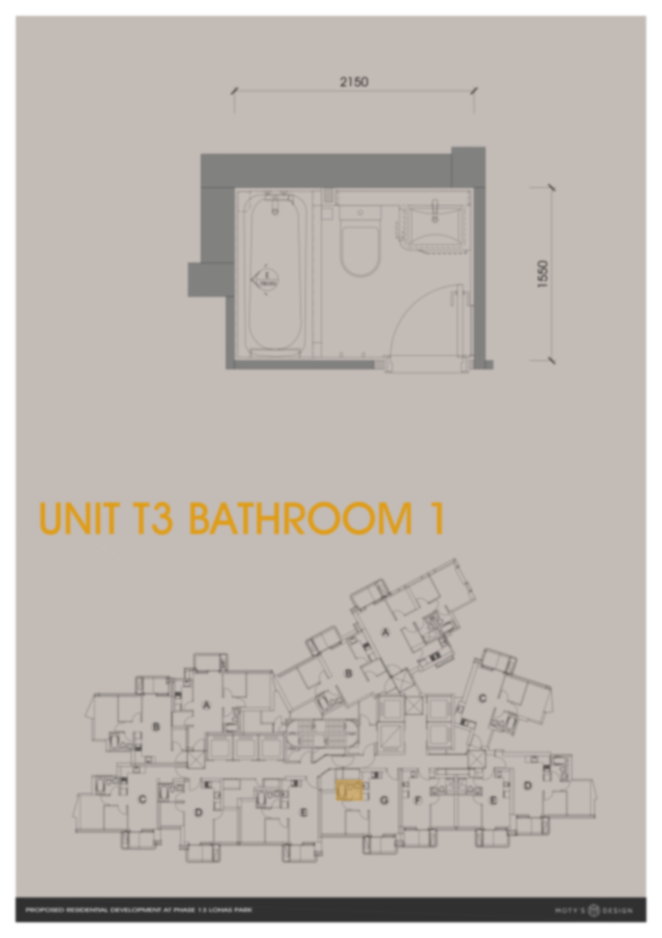 2150
1550
UNIT T3 BATHROOM 1
A
B
C
A
B
C
D
E
G
F
E
D
PROPOSED RESIDENTIAL DEVELOPMENT AT PHASE 13 LOHAS PARK
MOTY'S DESIGN